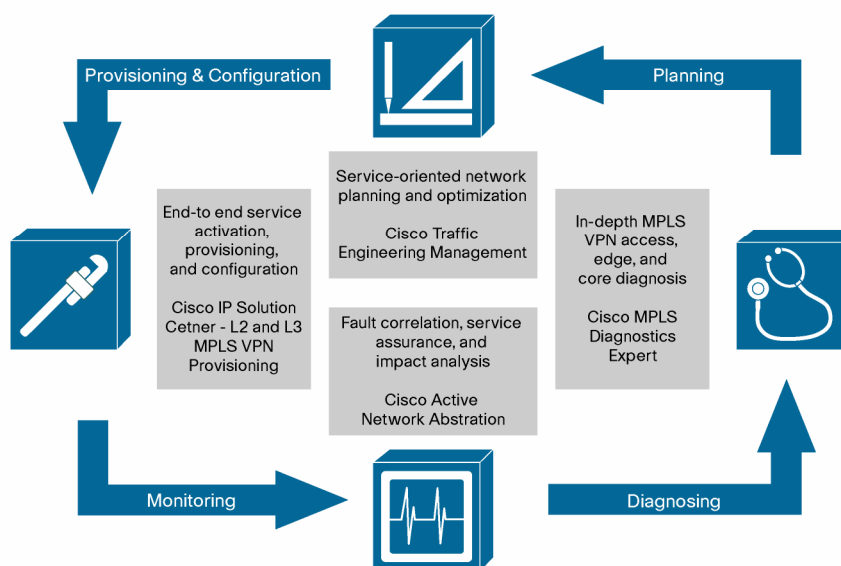 Provisioning & Configuration
Planning
Service-oriented network
planning and optimization
Cisco Traffic
Engineering Management
End-to end service
activation,
provisioning,
and configuration
Cisco IP Solution
Cetner - L2 and L3
MPLS VPN
Provisioning
In-depth MPLS
VPN access,
edge, and
core diagnosis
Cisco MPLS
Diagnostics
Expert
Fault correlation, service
assurance, and
impact analysis
Cisco Active
Network Abstration
Monitoring
Diagnosing